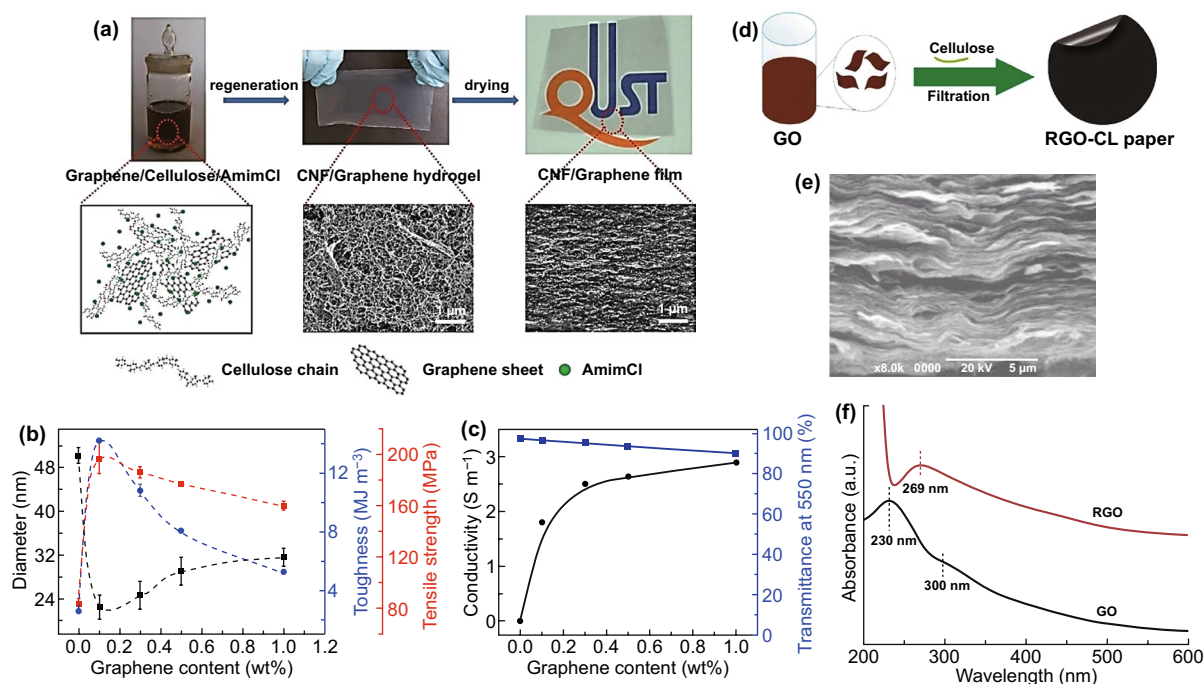 (a)
regeneration
drying
QUST
Graphene/Cellulose/AmimCl
CNF/Graphene hydrogel
CNF/Graphene film
1 μm
1 μm
Cellulose chain
Graphene sheet
AmimCl
(d)
Cellulose
Filtration
GO
RGO-CL paper
(e)
x8.0k 0000 20 kV 5 μm
(b)
Diameter (nm)
48
40
32
24
0.0 0.2 0.4 0.6 0.8 1.0
Graphene content (wt%)
12
8
4
Toughness (MJ m⁻³)
200
160
120
80
Tensile strength (MPa)
(c)
Conductivity (S m⁻¹)
3
2
1
0
0.0 0.2 0.4 0.6 0.8 1.0
Graphene content (wt%)
100
80
60
40
20
0
Transmittance at 550 nm (%)
(f)
Absorbance (a.u.)
269 nm
230 nm
RGO
300 nm
GO
200 300 400 500 600
Wavelength (nm)